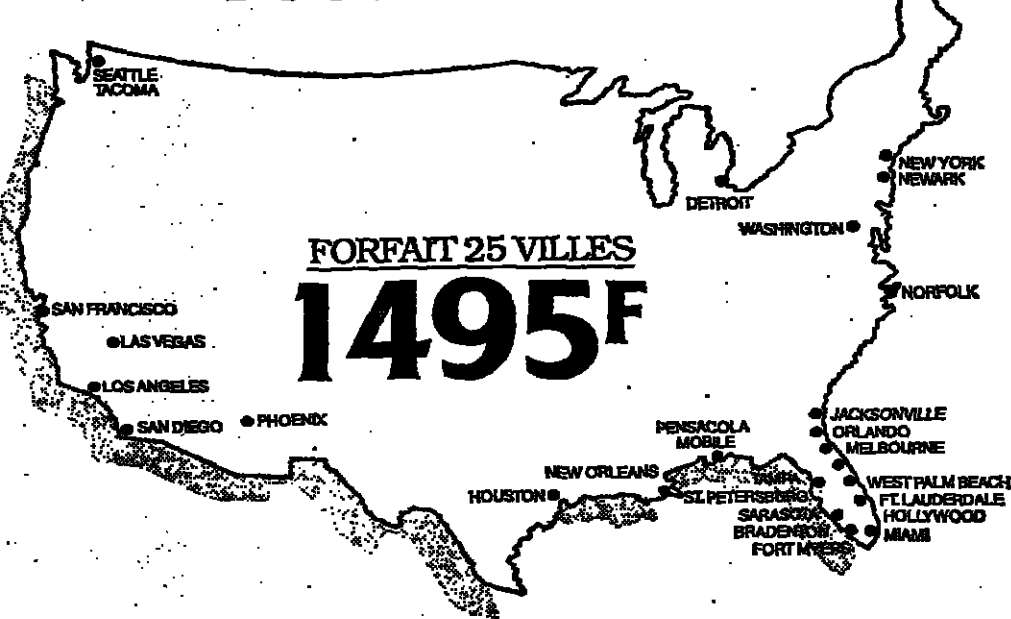 SEATTLE
TACOMA
NEW YORK
NEWARK
DETROIT
WASHINGTON
FORFAIT 25 VILLES
1495F
NORFOLK
SAN FRANCISCO
LAS VEGAS
LOS ANGELES
SAN DIEGO
PHOENIX
JACKSONVILLE
ORLANDO
MELBOURNE
PENSACOLA
MOBILE
NEW ORLEANS
HOUSTON
TAMPA
ST. PETERSBURG
SARASOTA
BRADENTON
FORT MYERS
WEST PALM BEACH
FT. LAUDERDALE
HOLLYWOOD
MIAMI